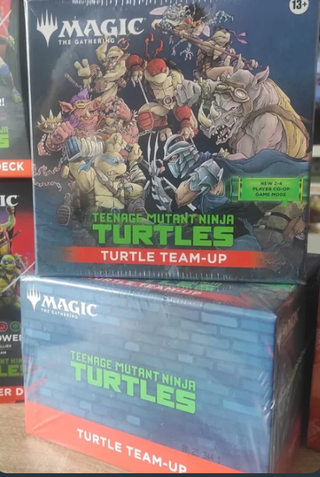 13+
MAGIC
THE GATHERING
NEW 2-4
PLAYER CO-OP
GAME MODE
TEENAGE MUTANT NINJA
TURTLES
TURTLE TEAM-UP
DECK
MAGIC
THE GATHERING
TEENAGE MUTANT NINJA
TURTLES
TURTLE TEAM-UP